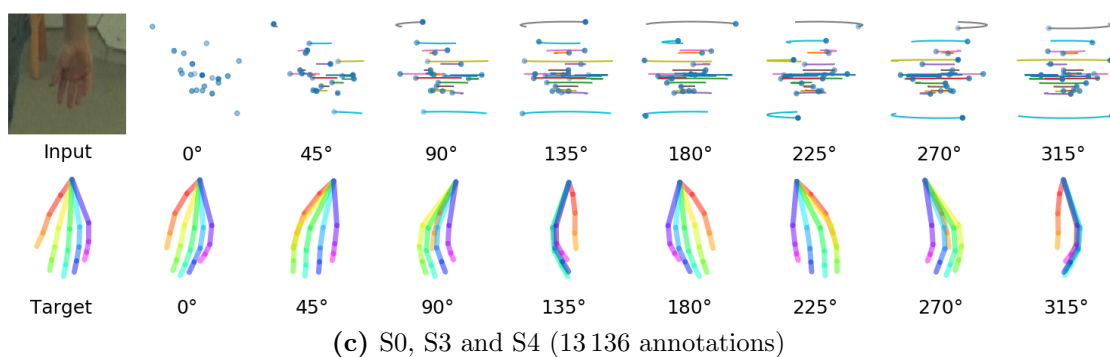 Input 0° 45° 90° 135° 180° 225° 270° 315°
Target 0° 45° 90° 135° 180° 225° 270° 315°
(c) S0, S3 and S4 (13 136 annotations)